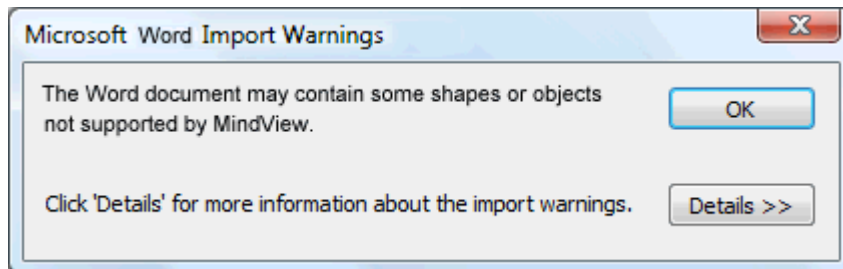 Microsoft Word Import Warnings
The Word document may contain some shapes or objects
not supported by MindView.
OK
Click 'Details' for more information about the import warnings.
Details >>